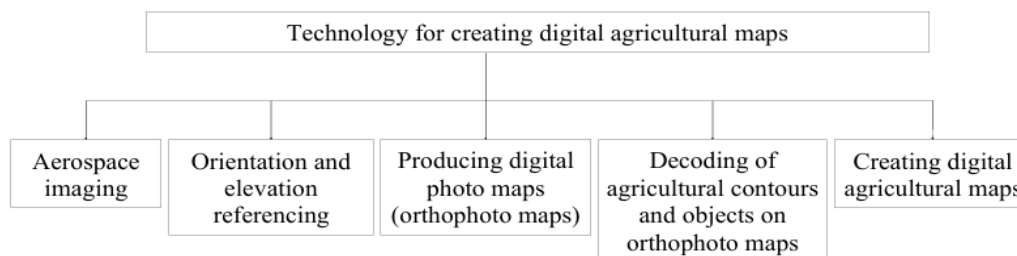 Technology for creating digital agricultural maps
Aerospace
imaging
Orientation and
elevation
referencing
Producing digital
photo maps
(orthophoto maps)
Decoding of
agricultural contours
and objects on
orthophoto maps
Creating digital
agricultural maps